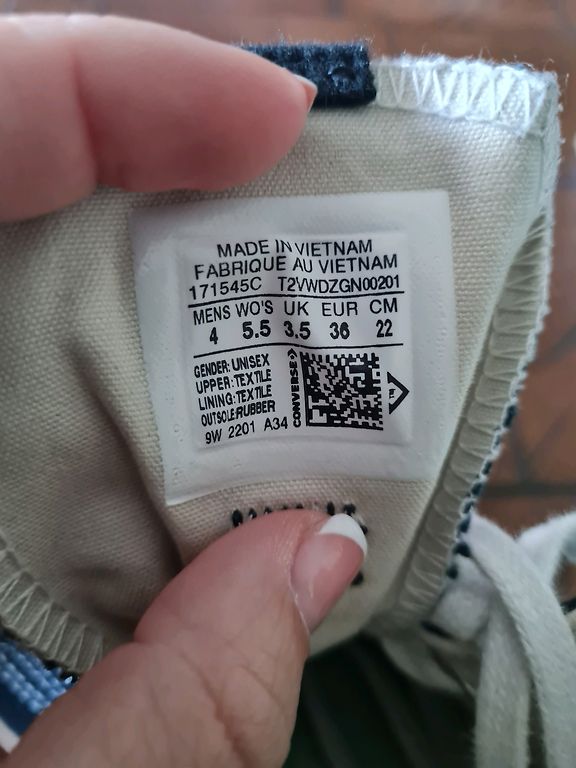 MADE IN VIETNAM
FABRIQUE AU VIETNAM
171545C T2VWDZGN00201
MENS WO'S UK EUR CM
4 5.5 3.5 36 22
GENDER: UNISEX
UPPER: TEXTILE
LINING: TEXTILE
OUTSOLE:RUBBER
9W 2201 A34
CONVERSE
E